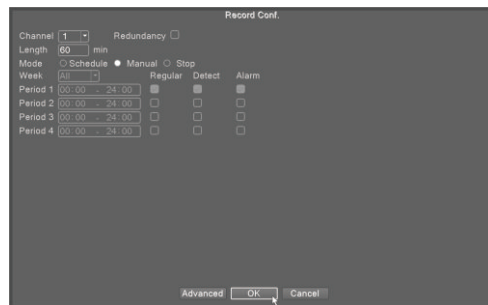 Record Conf.
Channel 1 Redundancy
Length 60 min
Mode Schedule Manual Stop
Week All Regular Detect Alarm
Period 1 00:00 - 24:00
Period 2 00:00 - 24:00
Period 3 00:00 - 24:00
Period 4 00:00 - 24:00
Advanced OK Cancel